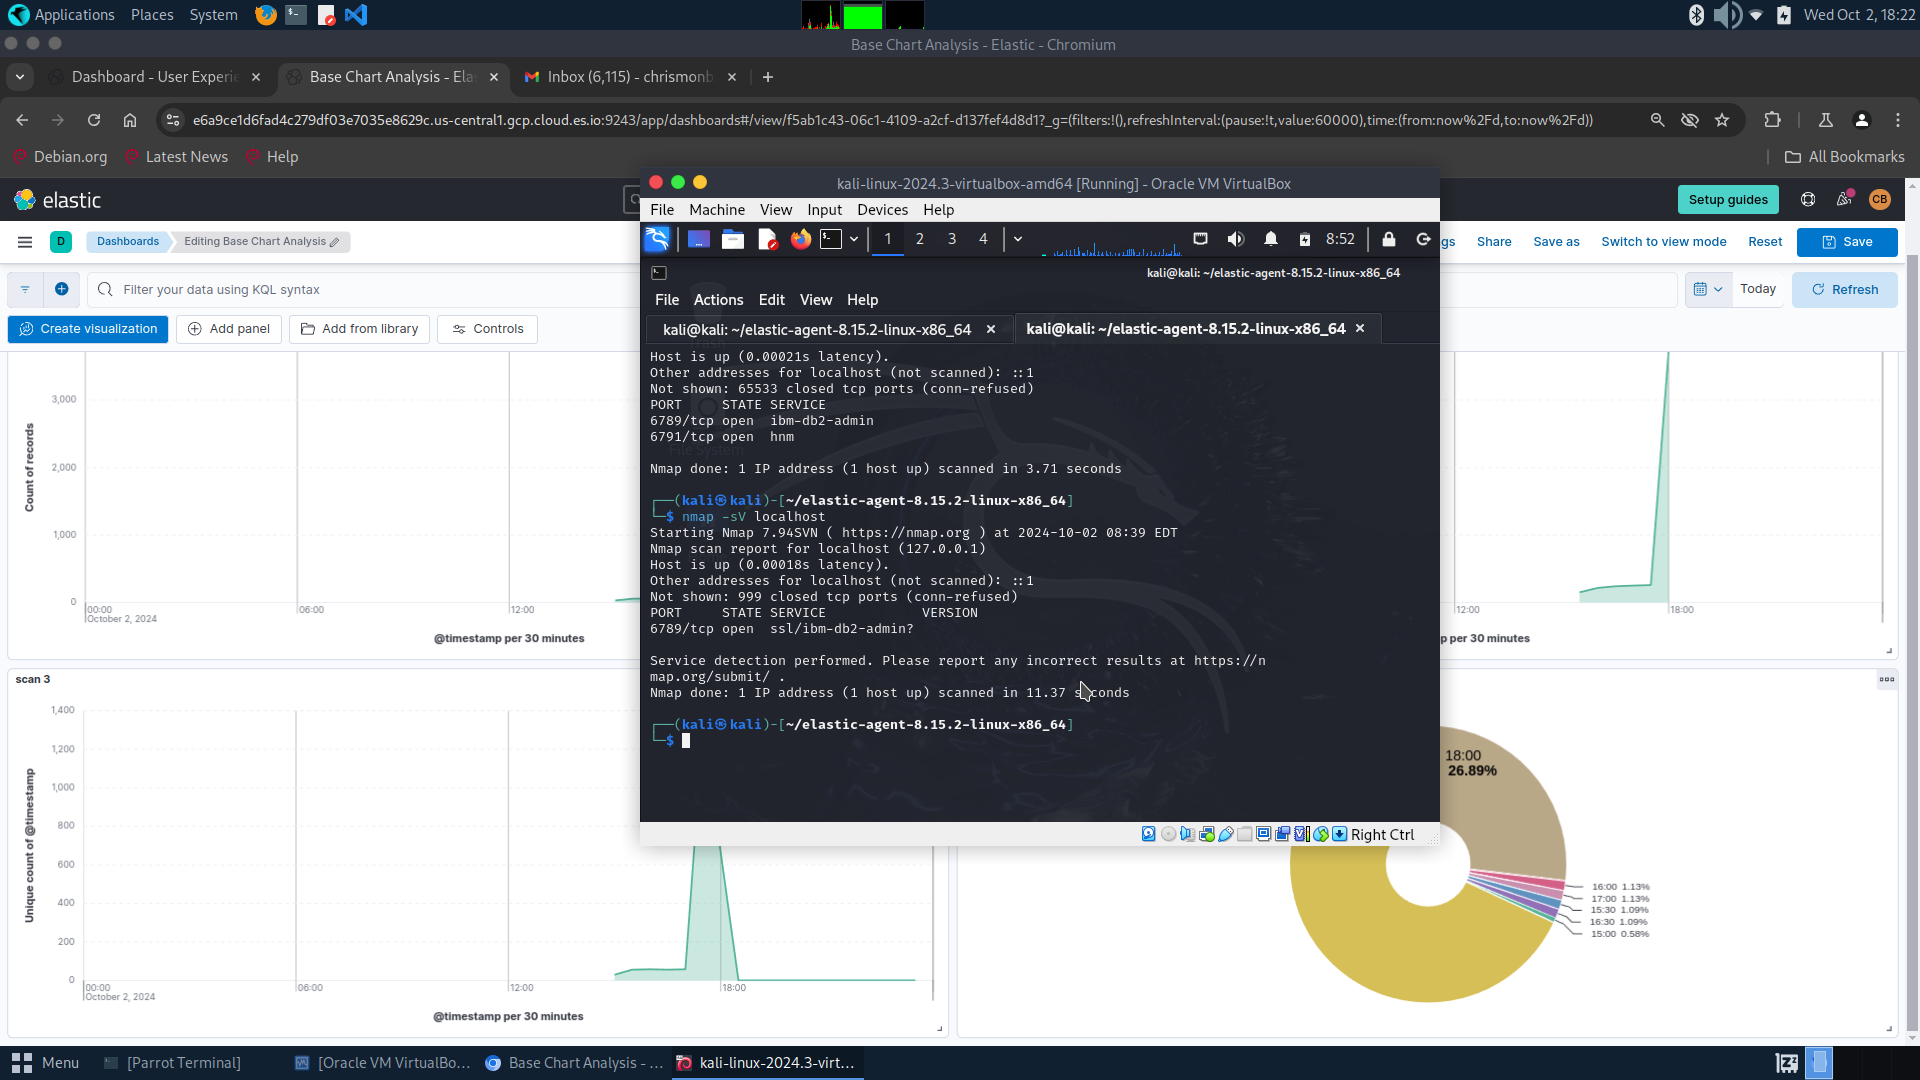 Applications Places System
Wed Oct 2, 18:22
Base Chart Analysis - Elastic - Chromium
Dashboard - User Experie
Base Chart Analysis - Ela
Inbox (6,115) - chrismonb
e6a9ce1d6fad4c279df03e7035e8629c.us-central1.gcp.cloud.es.io:9243/app/dashboards#/view/f5ab1c43-06c1-4109-a2cf-d137fef4d8d1?_g=(filters:!(),refreshInterval:(pause:!t,value:60000),time:(from:now%2Fd,to:now%2Fd))
Debian.org Latest News Help
All Bookmarks
elastic
Setup guides
CB
D Dashboards Editing Base Chart Analysis
gs Share Save as Switch to view mode Reset Save
Filter your data using KQL syntax
Today Refresh
Create visualization Add panel Add from library Controls
kali-linux-2024.3-virtualbox-amd64 [Running] - Oracle VM VirtualBox
File Machine View Input Devices Help
1 2 3 4
8:52
kali@kali: ~/elastic-agent-8.15.2-linux-x86_64
File Actions Edit View Help
kali@kali: ~/elastic-agent-8.15.2-linux-x86_64
kali@kali: ~/elastic-agent-8.15.2-linux-x86_64
Trash
File System
Host is up (0.00021s latency).
Other addresses for localhost (not scanned): ::1
Not shown: 65533 closed tcp ports (conn-refused)
PORT     STATE SERVICE
6789/tcp open  ibm-db2-admin
6791/tcp open  hnm
Nmap done: 1 IP address (1 host up) scanned in 3.71 seconds
┌──(kali㉿kali)-[~/elastic-agent-8.15.2-linux-x86_64]
└─$ nmap -sV localhost
Starting Nmap 7.94SVN ( https://nmap.org ) at 2024-10-02 08:39 EDT
Nmap scan report for localhost (127.0.0.1)
Host is up (0.00018s latency).
Other addresses for localhost (not scanned): ::1
Not shown: 999 closed tcp ports (conn-refused)
PORT     STATE SERVICE            VERSION
6789/tcp open  ssl/ibm-db2-admin?
Service detection performed. Please report any incorrect results at https://n
map.org/submit/ .
Nmap done: 1 IP address (1 host up) scanned in 11.37 seconds
┌──(kali㉿kali)-[~/elastic-agent-8.15.2-linux-x86_64]
└─$
Right Ctrl
Count of records
3,000
2,000
1,000
0
00:00
October 2, 2024
06:00
12:00
@timestamp per 30 minutes
12:00
18:00
p per 30 minutes
scan 3
Unique count of @timestamp
1,400
1,200
1,000
800
600
400
200
0
00:00
October 2, 2024
06:00
12:00
18:00
@timestamp per 30 minutes
18:00
26.89%
16:00 1.13%
17:00 1.13%
15:30 1.09%
16:30 1.09%
15:00 0.58%
Menu
[Parrot Terminal]
[Oracle VM VirtualBo...
Base Chart Analysis - ...
kali-linux-2024.3-virt...